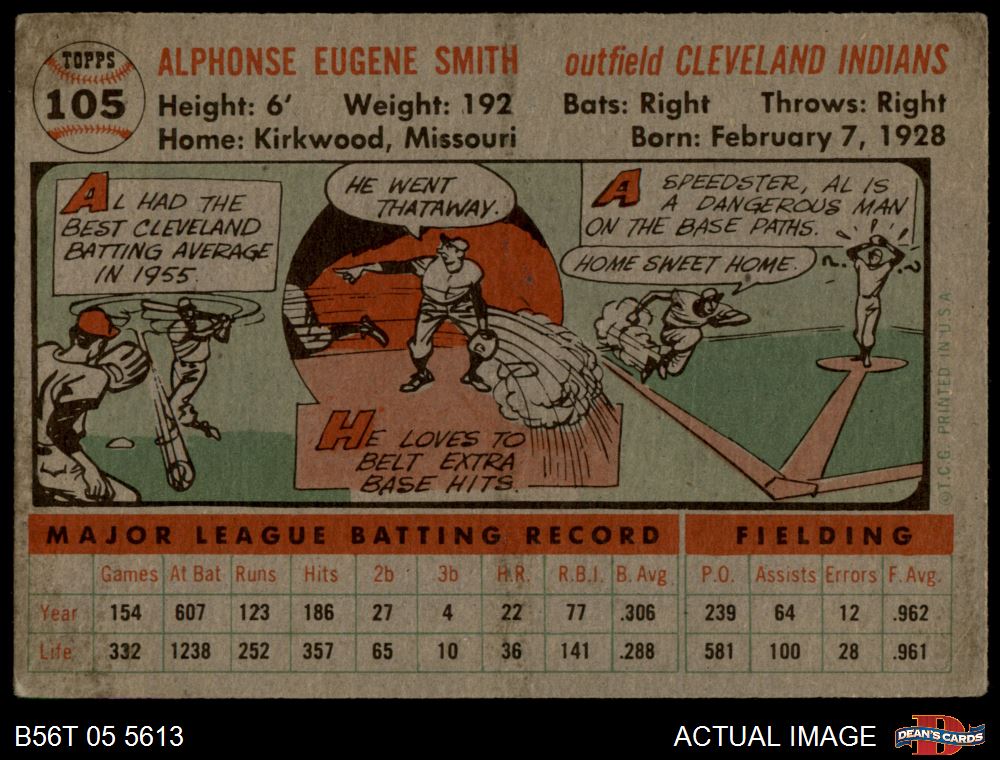 TOPPS
105
ALPHONSE EUGENE SMITH
outfield CLEVELAND INDIANS
Height: 6' Weight: 192 Bats: Right Throws: Right
Home: Kirkwood, Missouri Born: February 7, 1928
AL HAD THE
BEST CLEVELAND
BATTING AVERAGE
IN 1955.
HE WENT
THATAWAY.
HE LOVES TO
BELT EXTRA
BASE HITS.
A SPEEDSTER, AL IS
A DANGEROUS MAN
ON THE BASE PATHS.
HOME SWEET HOME.
? ?
©T.C.G. PRINTED IN U.S.A.
MAJOR LEAGUE BATTING RECORD FIELDING
Games At Bat Runs Hits 2b 3b H.R. R.B.I. B. Avg. P.O. Assists Errors F. Avg.
Year 154 607 123 186 27 4 22 77 .306 239 64 12 .962
Life 332 1238 252 357 65 10 36 141 .288 581 100 28 .961
B56T 05 5613
ACTUAL IMAGE
D
DEAN'S CARDS